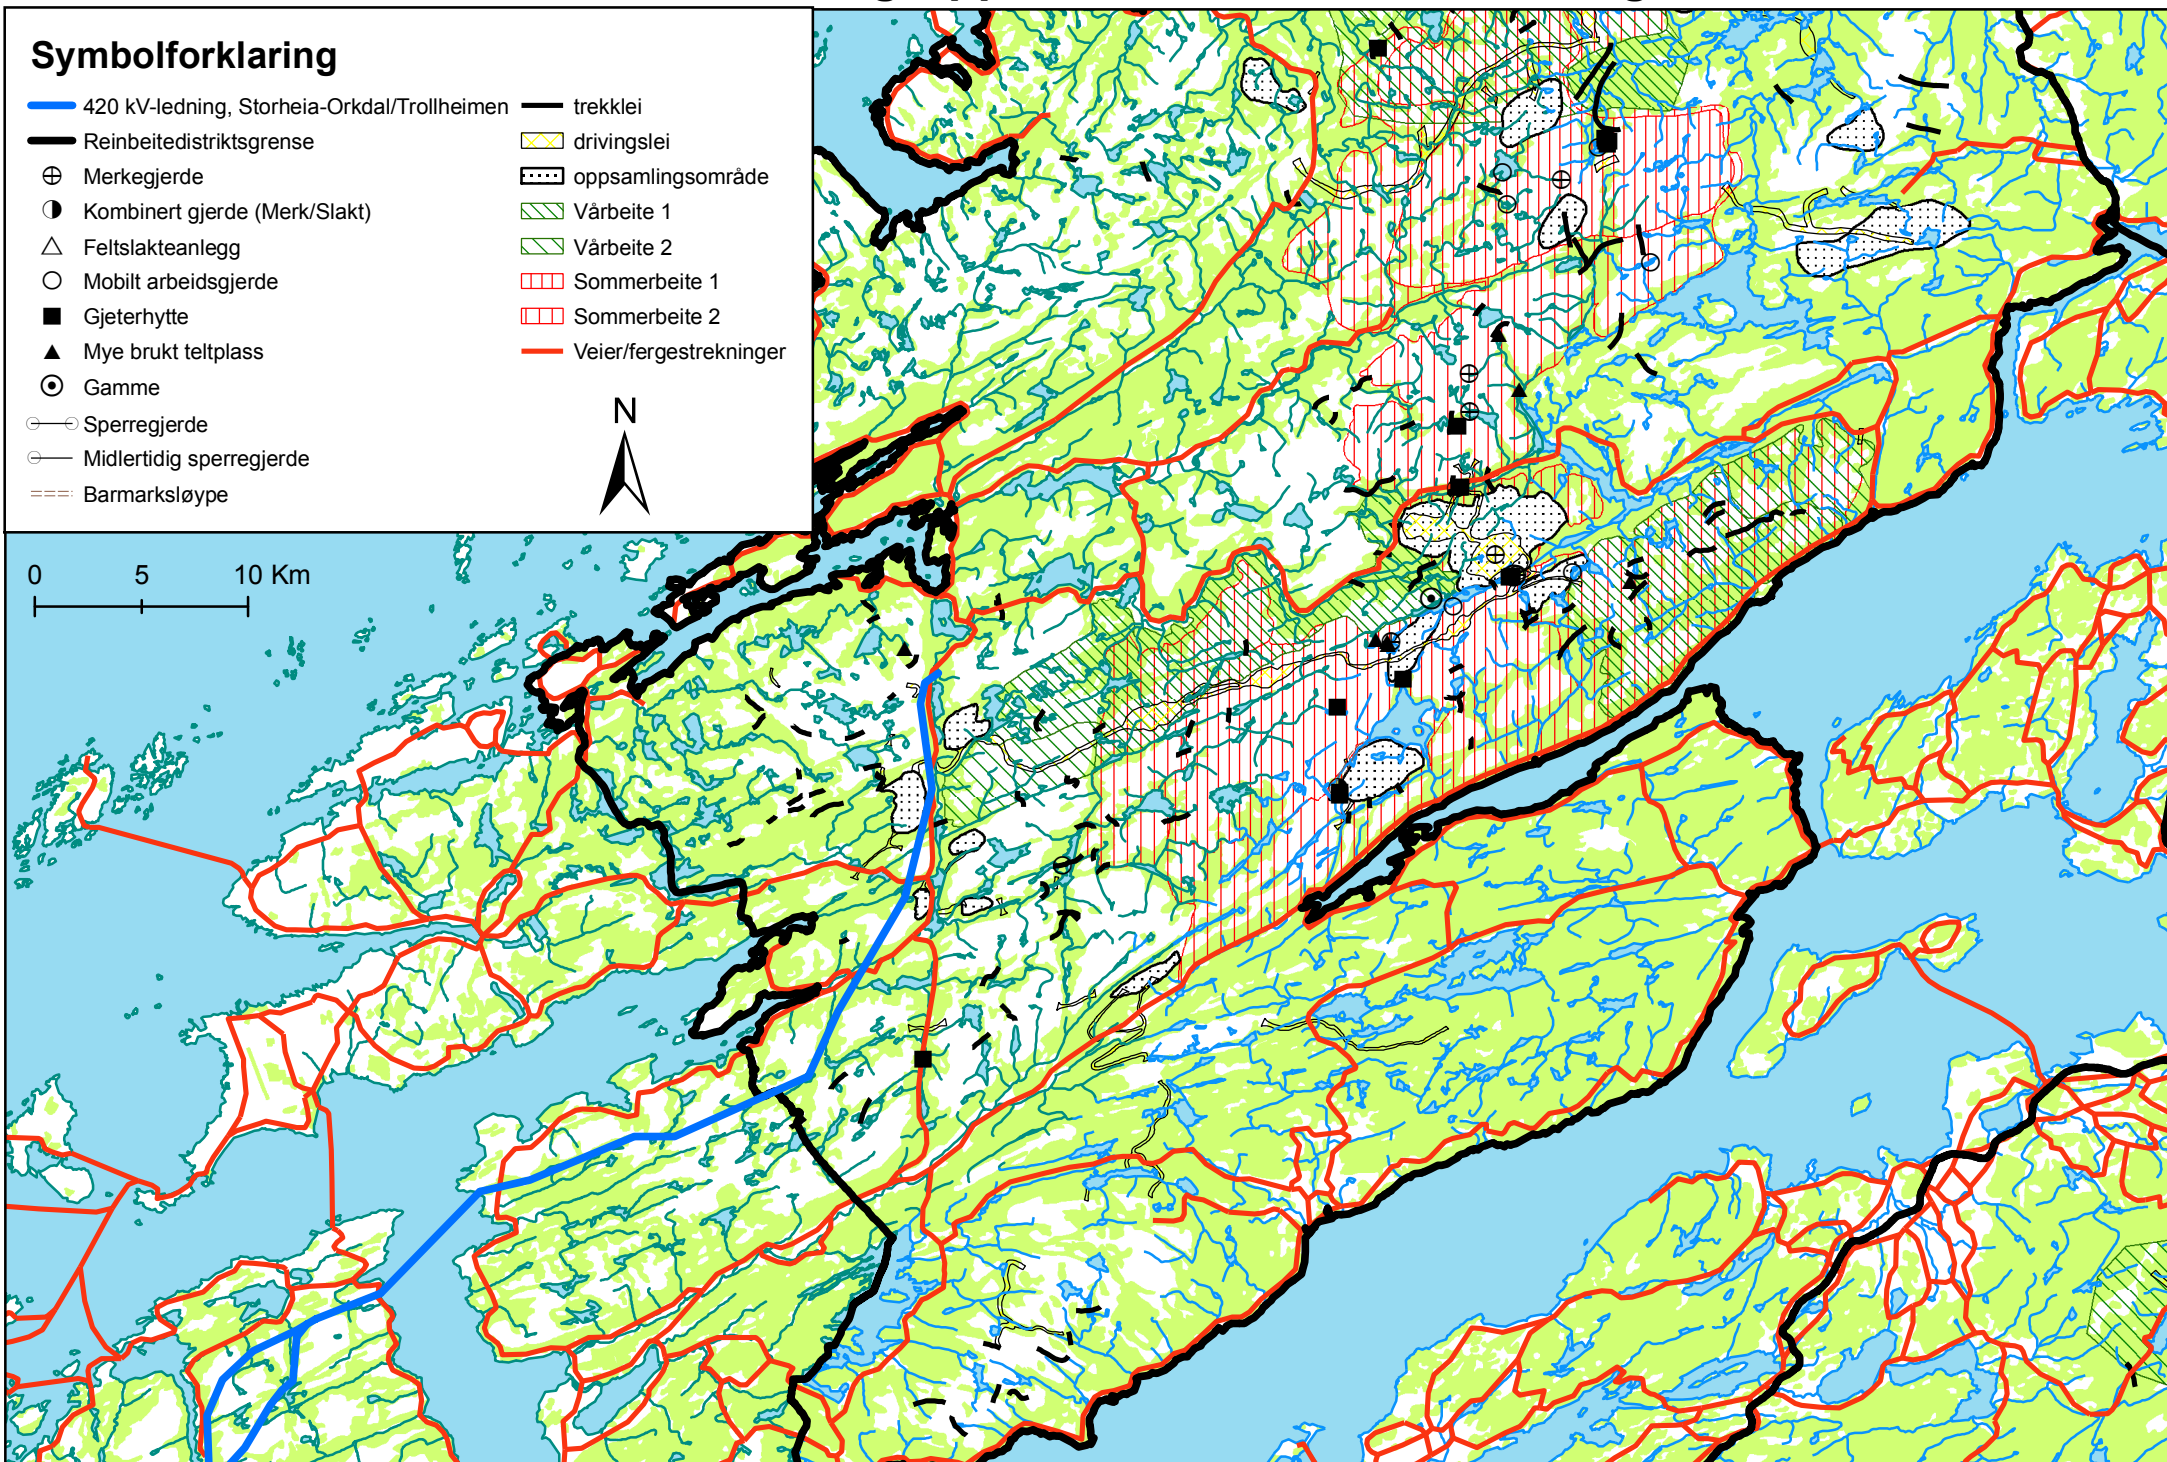 Symbolforklaring
420 kV-ledning, Storheia-Orkdal/Trollheimen
Reinbeitedistriktsgrense
Merkegjerde
Kombinert gjerde (Merk/Slakt)
Feltslakteanlegg
Mobilt arbeidsgjerde
Gjeterhytte
Mye brukt teltplass
Gamme
Sperregjerde
Midlertidig sperregjerde
Barmarksløype
trekklei
drivingslei
oppsamlingsområde
Vårbeite 1
Vårbeite 2
Sommerbeite 1
Sommerbeite 2
Veier/fergestrekninger
N
0 5 10 Km